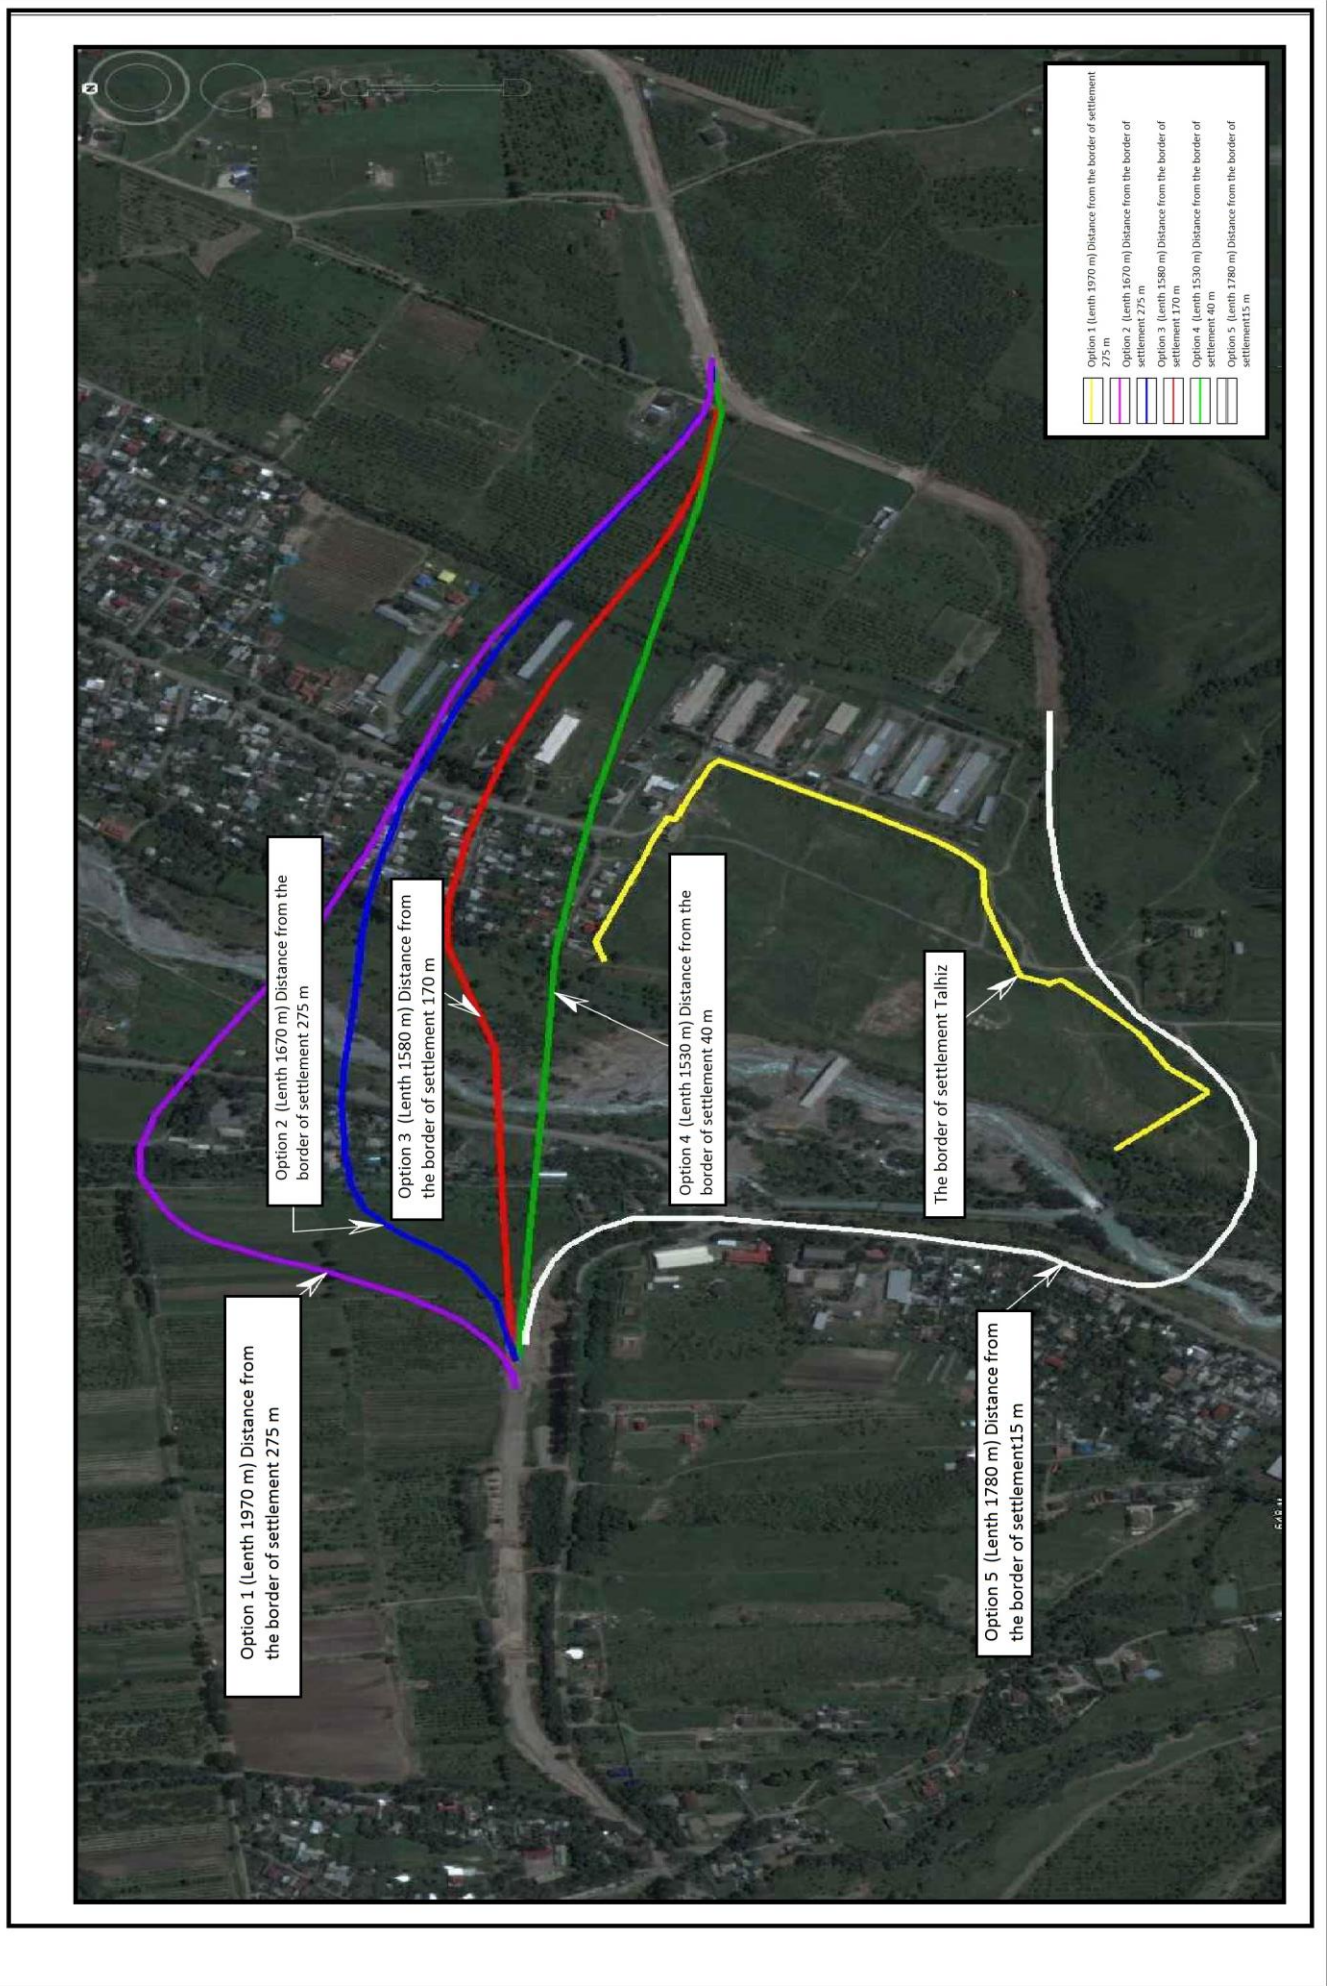 Option 1 (Lenth 1970 m) Distance from
the border of settlement 275 m
Option 2 (Lenth 1670 m) Distance from the
border of settlement 275 m
Option 3 (Lenth 1580 m) Distance from
the border of settlement 170 m
Option 4 (Lenth 1530 m) Distance from the
border of settlement 40 m
The border of settlement Talhiz
Option 5 (Lenth 1780 m) Distance from
the border of settlement15 m
Option 1 (Lenth 1970 m) Distance from the border of settlement
275 m
Option 2 (Lenth 1670 m) Distance from the border of
settlement 275 m
Option 3 (Lenth 1580 m) Distance from the border of
settlement 170 m
Option 4 (Lenth 1530 m) Distance from the border of
settlement 40 m
Option 5 (Lenth 1780 m) Distance from the border of
settlement15 m
N